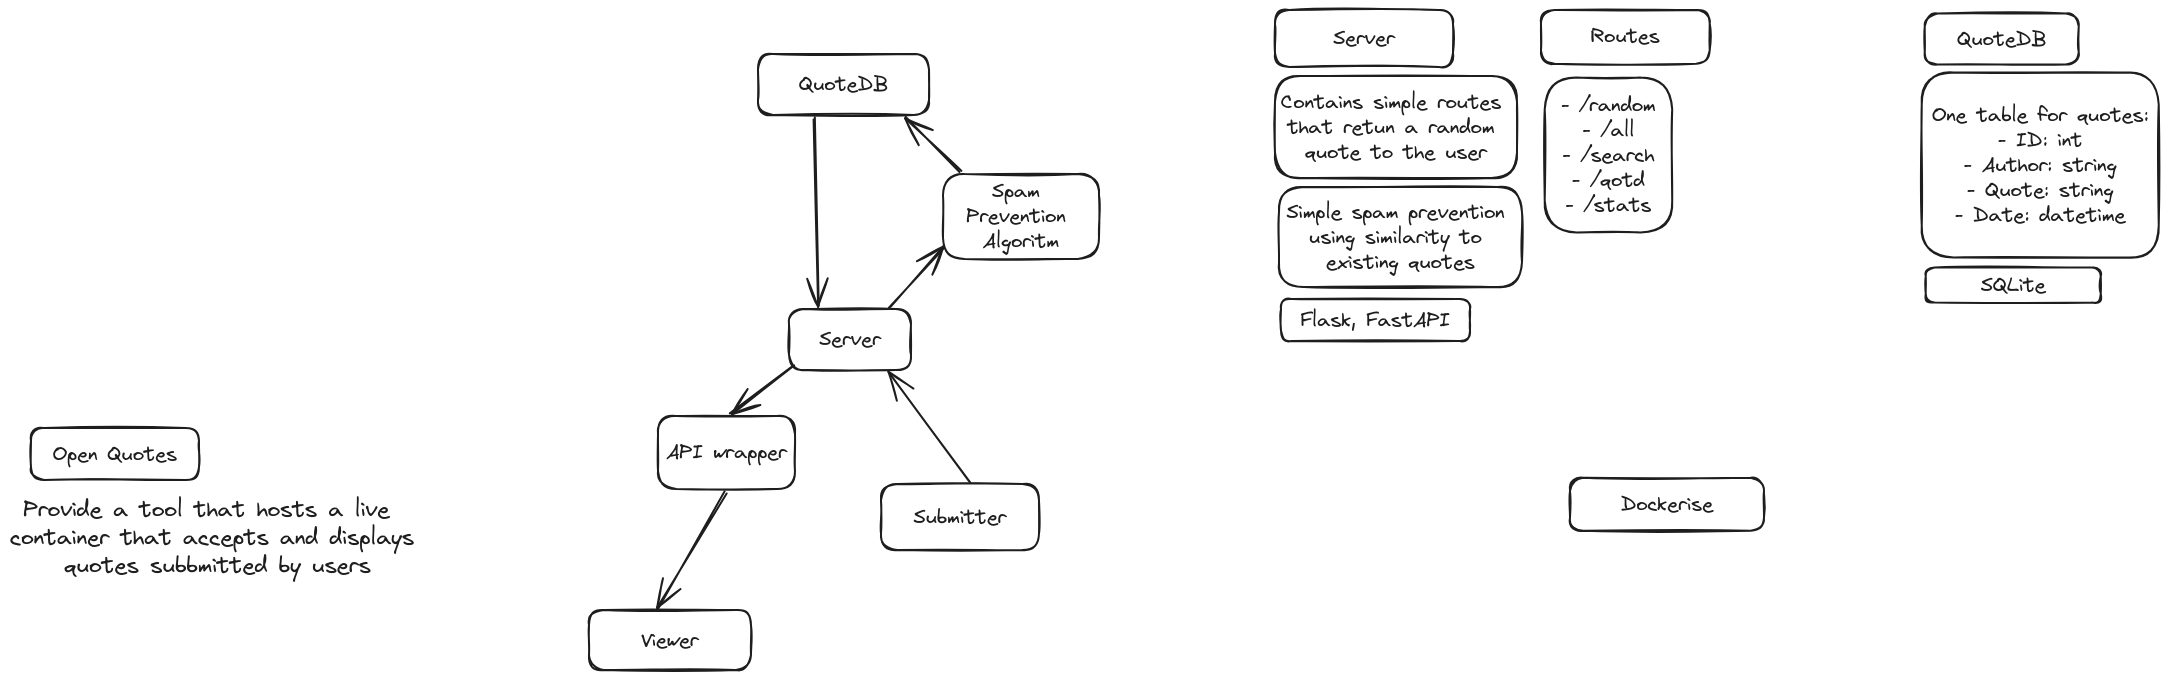 Open Quotes
Provide a tool that hosts a live
container that accepts and displays
quotes subbmitted by users
QuoteDB
Spam
Prevention
Algoritm
Server
API wrapper
Submitter
Viewer
Server
Contains simple routes
that retun a random
quote to the user
Simple spam prevention
using similarity to
existing quotes
Flask, FastAPI
Routes
- /random
- /all
- /search
- /qotd
- /stats
Dockerise
QuoteDB
One table for quotes:
- ID: int
- Author: string
- Quote: string
- Date: datetime
SQLite